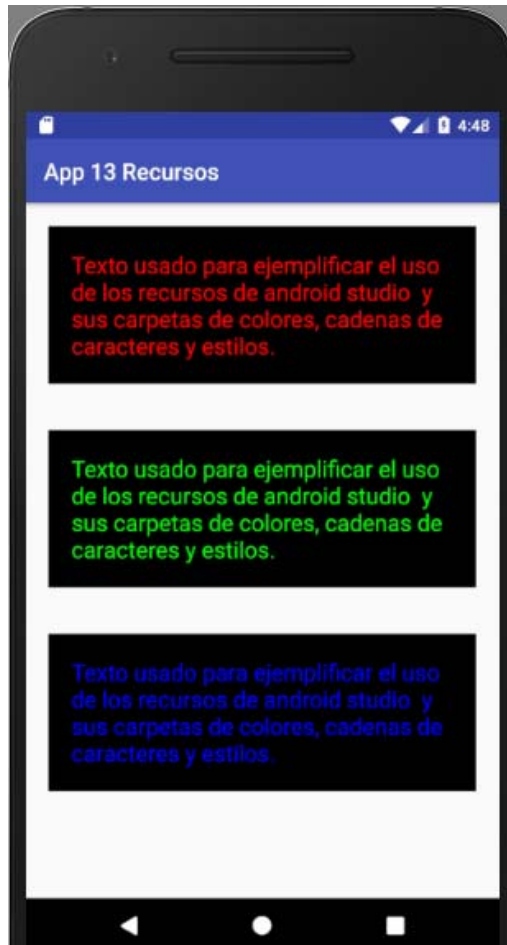 4:48
App 13 Recursos
Texto usado para ejemplificar el uso
de los recursos de android studio y
sus carpetas de colores, cadenas de
caracteres y estilos.
Texto usado para ejemplificar el uso
de los recursos de android studio y
sus carpetas de colores, cadenas de
caracteres y estilos.
Texto usado para ejemplificar el uso
de los recursos de android studio y
sus carpetas de colores, cadenas de
caracteres y estilos.